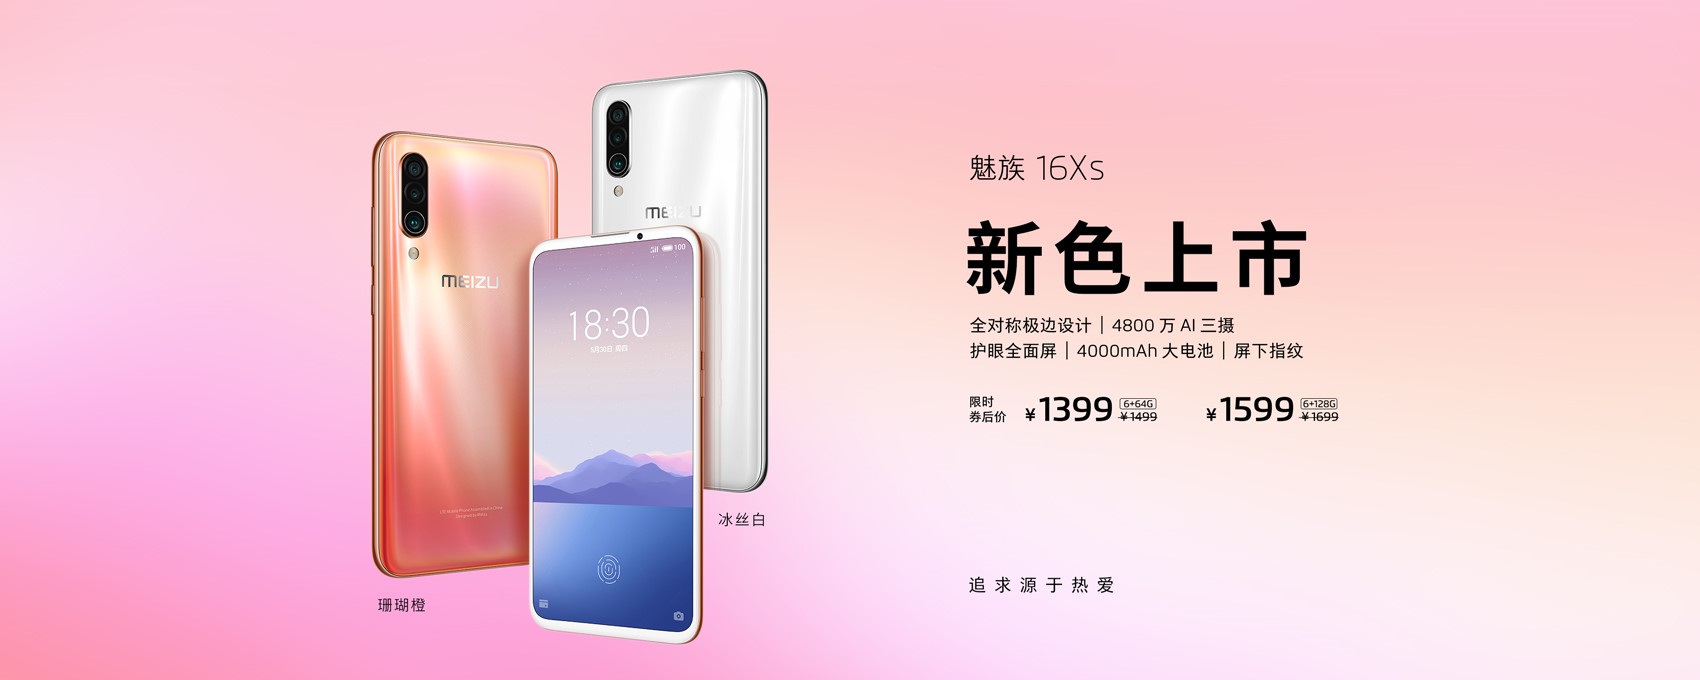 MEIZU
MEIZU
100
18:30
冰丝白
珊瑚橙
魅族 16Xs
新色上市
全对称极边设计｜4800 万 AI 三摄
护眼全面屏｜4000mAh 大电池｜屏下指纹
限时
券后价
¥1399 6+64G ¥1499
¥1599 6+128G ¥1699
追求源于热爱